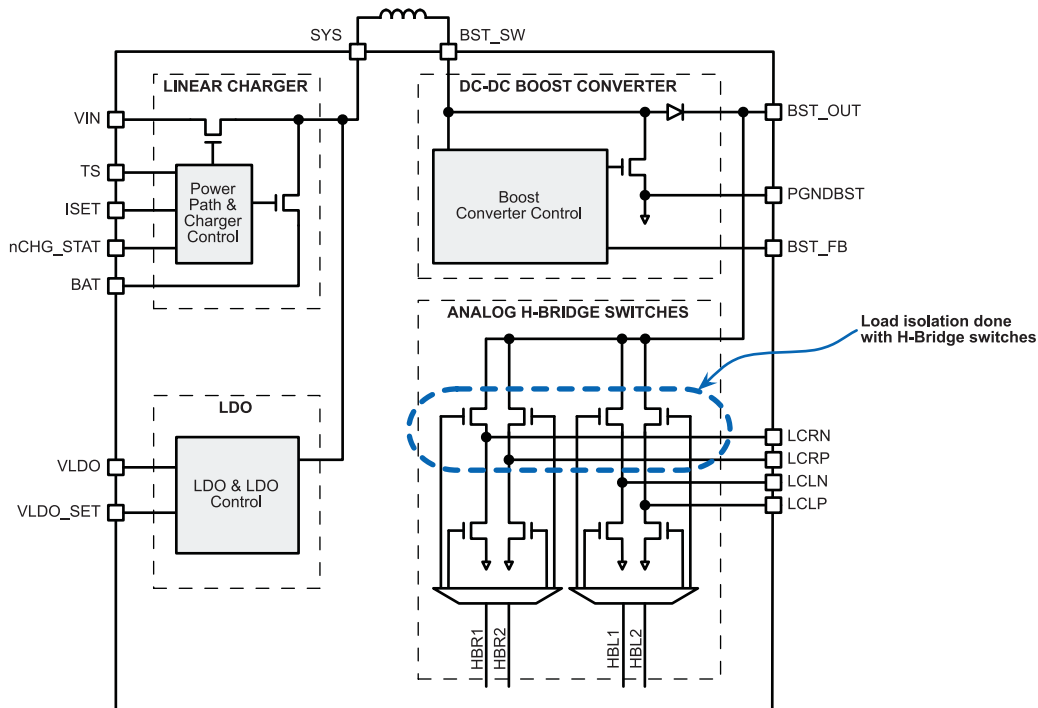 SYS
BST_SW
LINEAR CHARGER
DC-DC BOOST CONVERTER
VIN
BST_OUT
TS
Power
Path &
Charger
Control
ISET
Boost
Converter Control
PGNDBST
nCHG_STAT
BST_FB
BAT
ANALOG H-BRIDGE SWITCHES
Load isolation done
with H-Bridge switches
LDO
LCRN
VLDO
LDO & LDO
Control
LCRP
LCLN
VLDO_SET
LCLP
HBR1
HBR2
HBL1
HBL2